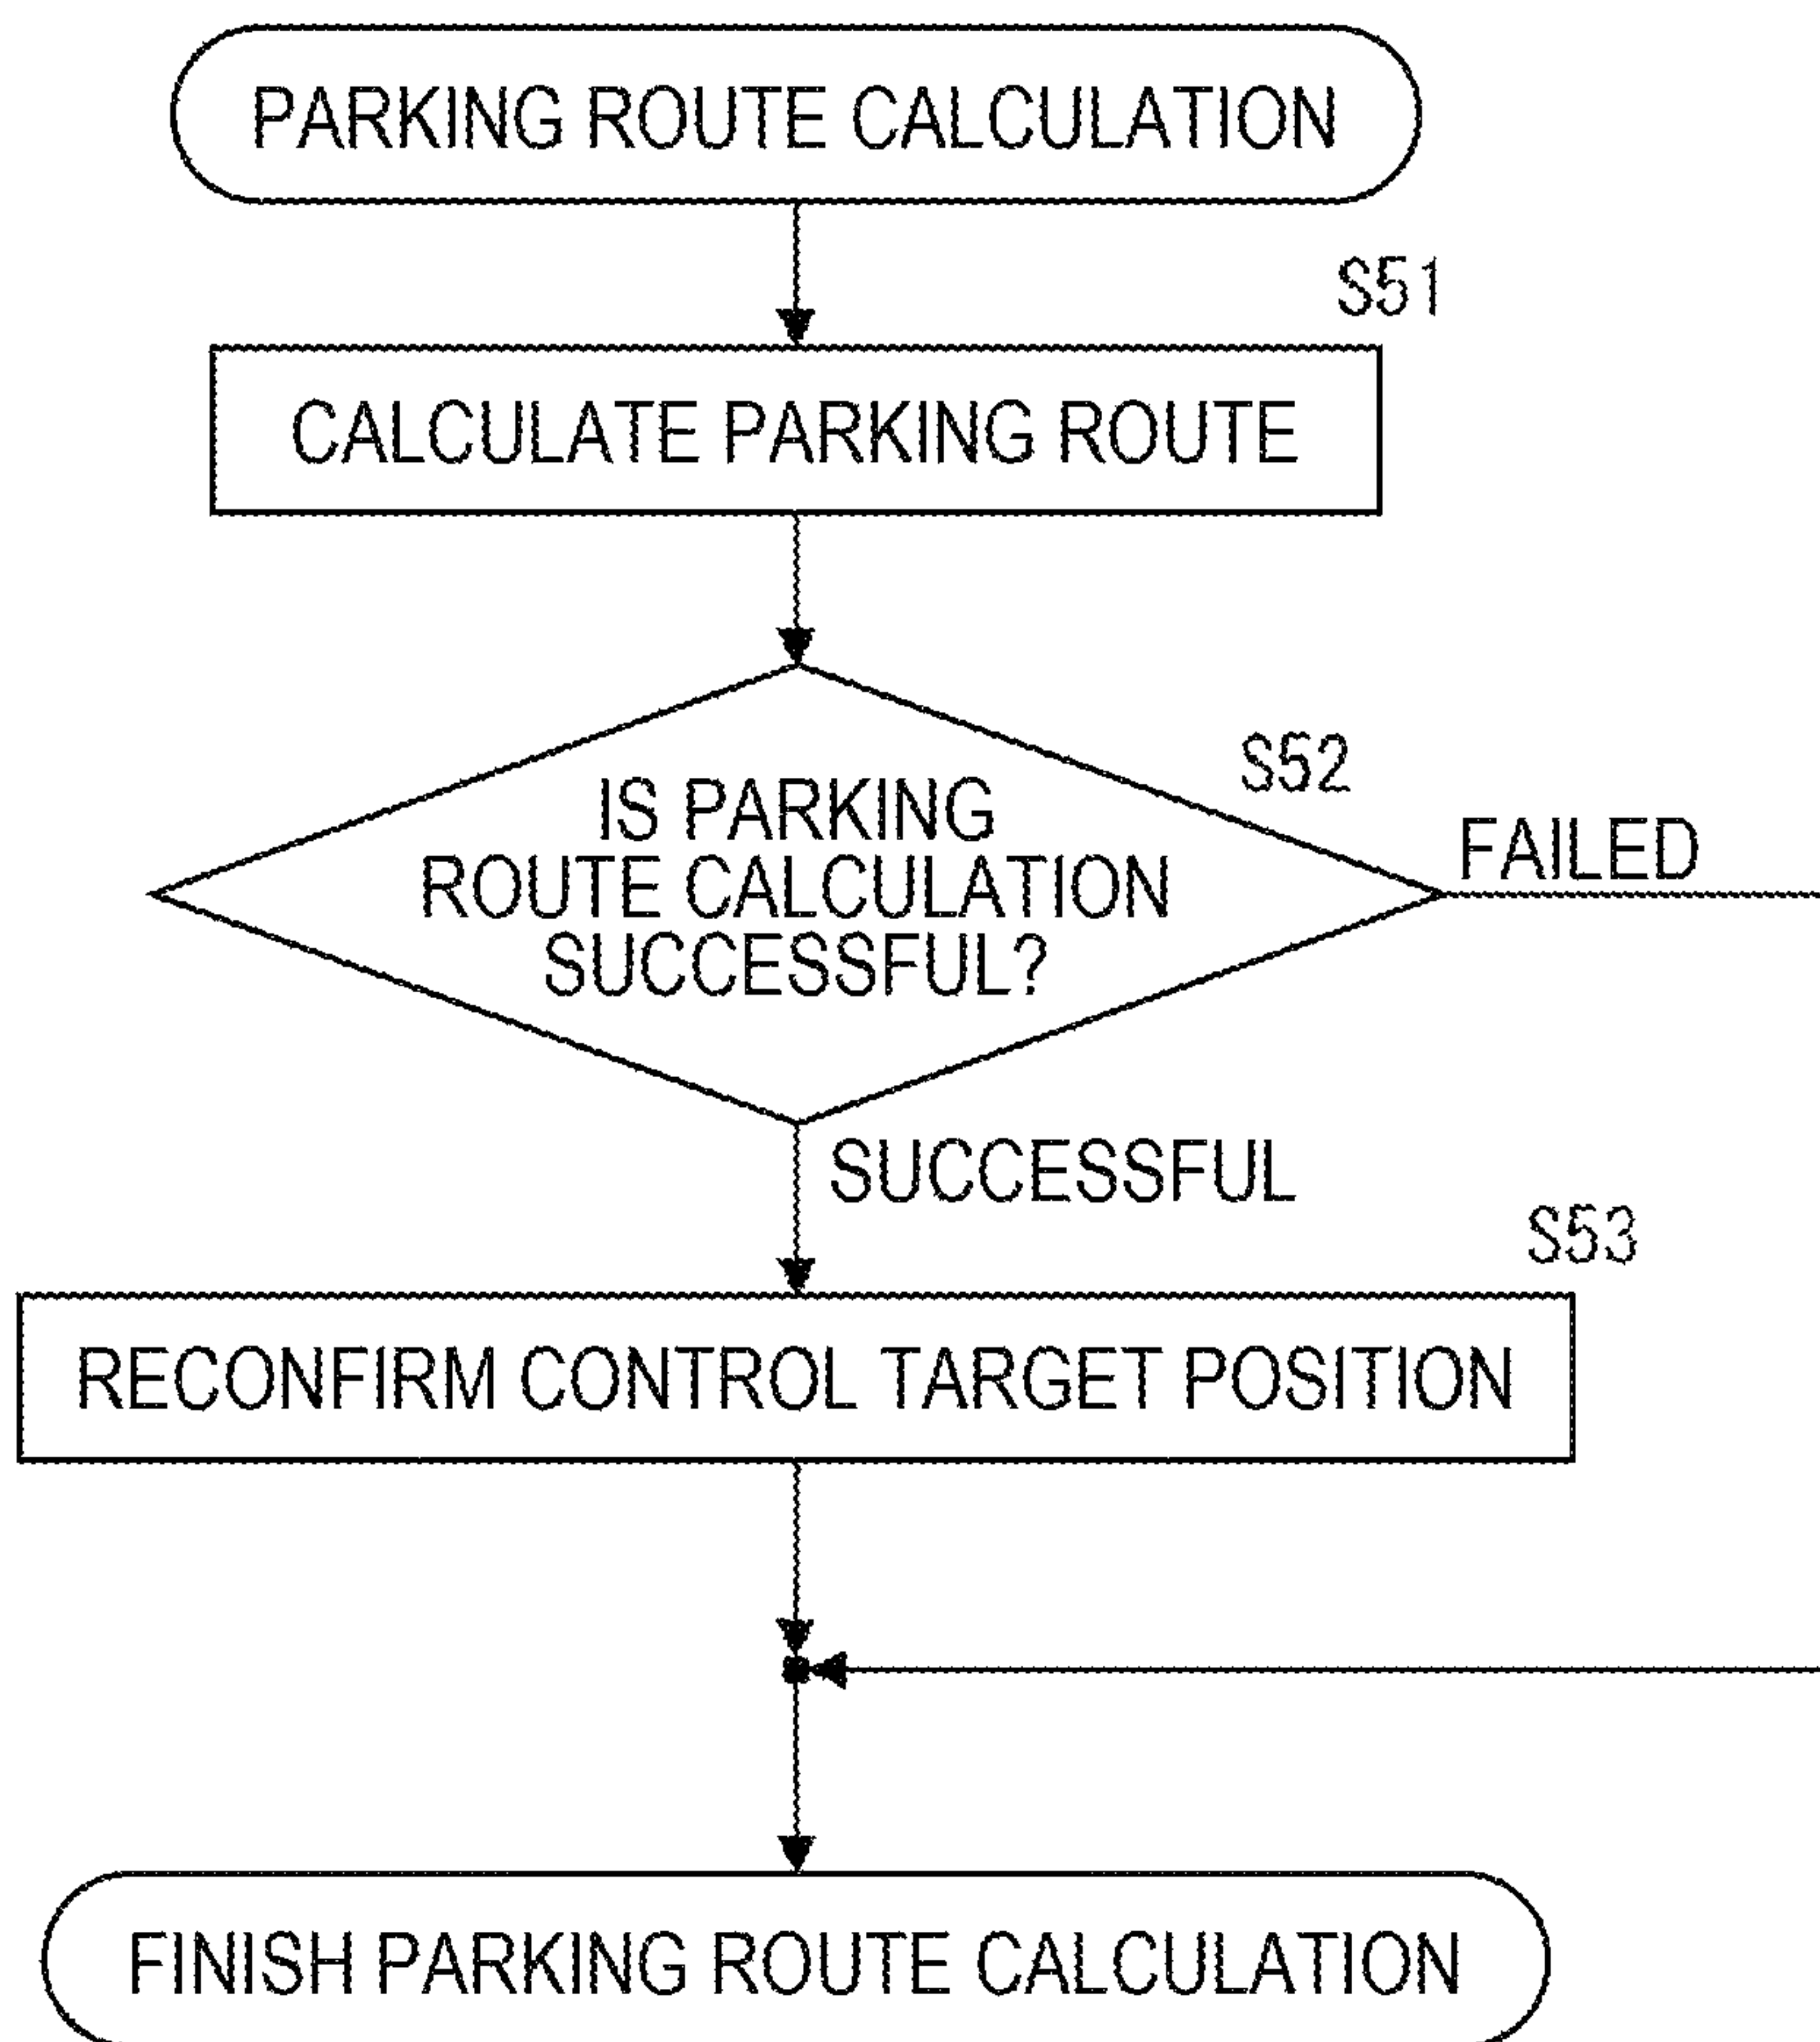 PARKING ROUTE CALCULATION
S51
CALCULATE PARKING ROUTE
S52
IS PARKING
ROUTE CALCULATION
SUCCESSFUL?
FAILED
SUCCESSFUL
S53
RECONFIRM CONTROL TARGET POSITION
FINISH PARKING ROUTE CALCULATION